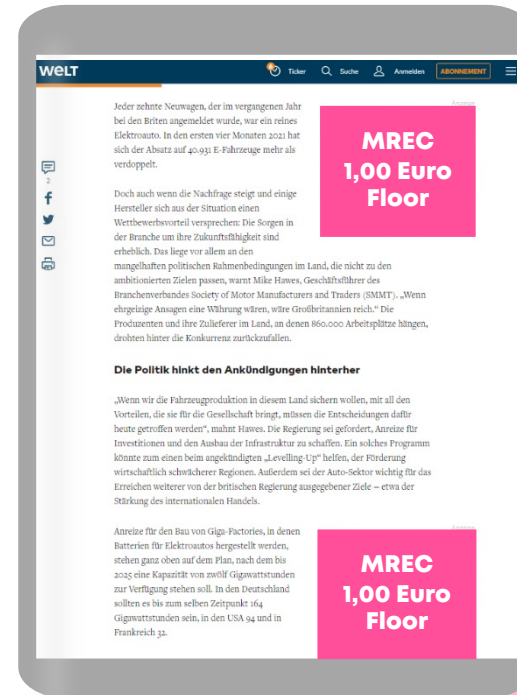 WELT
Ticker
Suche
Anmelden
ABONNEMENT
2
Jeder zehnte Neuwagen, der im vergangenen Jahr
bei den Briten angemeldet wurde, war ein reines
Elektroauto. In den ersten vier Monaten 2021 hat
sich der Absatz auf 40.931 E-Fahrzeuge mehr als
verdoppelt.
Anzeige
MREC
1,00 Euro
Floor
Doch auch wenn die Nachfrage steigt und einige
Hersteller sich aus der Situation einen
Wettbewerbsvorteil versprechen: Die Sorgen in
der Branche um ihre Zukunftsfähigkeit sind
erheblich. Das liege vor allem an den
mangelhaften politischen Rahmenbedingungen im Land, die nicht zu den
ambitionierten Zielen passen, warnt Mike Hawes, Geschäftsführer des
Branchenverbandes Society of Motor Manufacturers and Traders (SMMT). „Wenn
ehrgeizige Ansagen eine Währung wären, wäre Großbritannien reich.“ Die
Produzenten und ihre Zulieferer im Land, an denen 860.000 Arbeitsplätze hängen,
drohten hinter die Konkurrenz zurückzufallen.
Die Politik hinkt den Ankündigungen hinterher
„Wenn wir die Fahrzeugproduktion in diesem Land sichern wollen, mit all den
Vorteilen, die sie für die Gesellschaft bringt, müssen die Entscheidungen dafür
heute getroffen werden“, mahnt Hawes. Die Regierung sei gefordert, Anreize für
Investitionen und den Ausbau der Infrastruktur zu schaffen. Ein solches Programm
könnte zum einen beim angekündigten „Levelling-Up“ helfen, der Förderung
wirtschaftlich schwächerer Regionen. Außerdem sei der Auto-Sektor wichtig für das
Erreichen weiterer von der britischen Regierung ausgegebener Ziele – etwa der
Stärkung des internationalen Handels.
Anreize für den Bau von Giga-Factories, in denen
Batterien für Elektroautos hergestellt werden,
stehen ganz oben auf dem Plan, nach dem bis
2025 eine Kapazität von zwölf Gigawattstunden
zur Verfügung stehen soll. In den Deutschland
sollten es bis zum selben Zeitpunkt 164
Gigawattstunden sein, in den USA 94 und in
Frankreich 32.
Anzeige
MREC
1,00 Euro
Floor